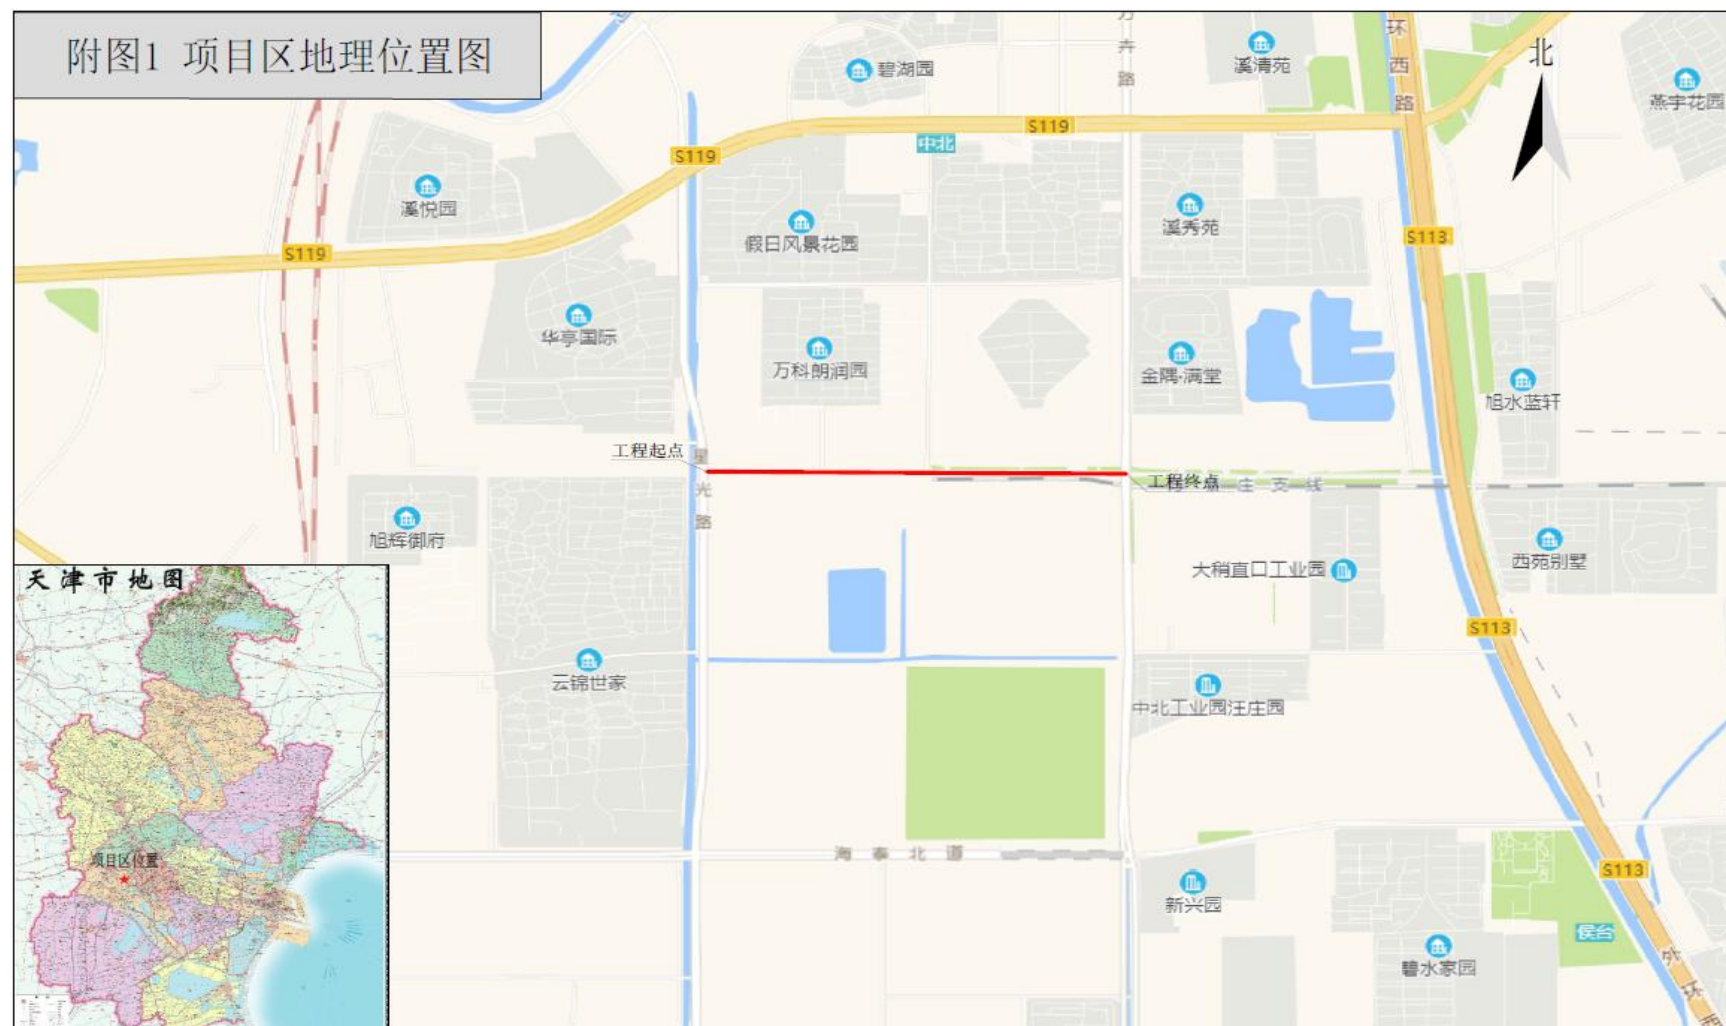 附图1 项目区地理位置图
万卉路
环西路
北
碧湖园
溪清苑
燕宇花园
S119
中北
S119
溪悦园
溪秀苑
假日风景花园
S113
S119
华亭国际
万科朗润园
金隅·满堂
旭水蓝轩
工程起点
星光路
工程终点
庄支线
旭辉御府
西苑别墅
大稍直口工业园
天津市地图
S113
云锦世家
中北工业园汪庄园
海泰北道
项目区位置
S113
新兴园
侯台
碧水家园
外环西